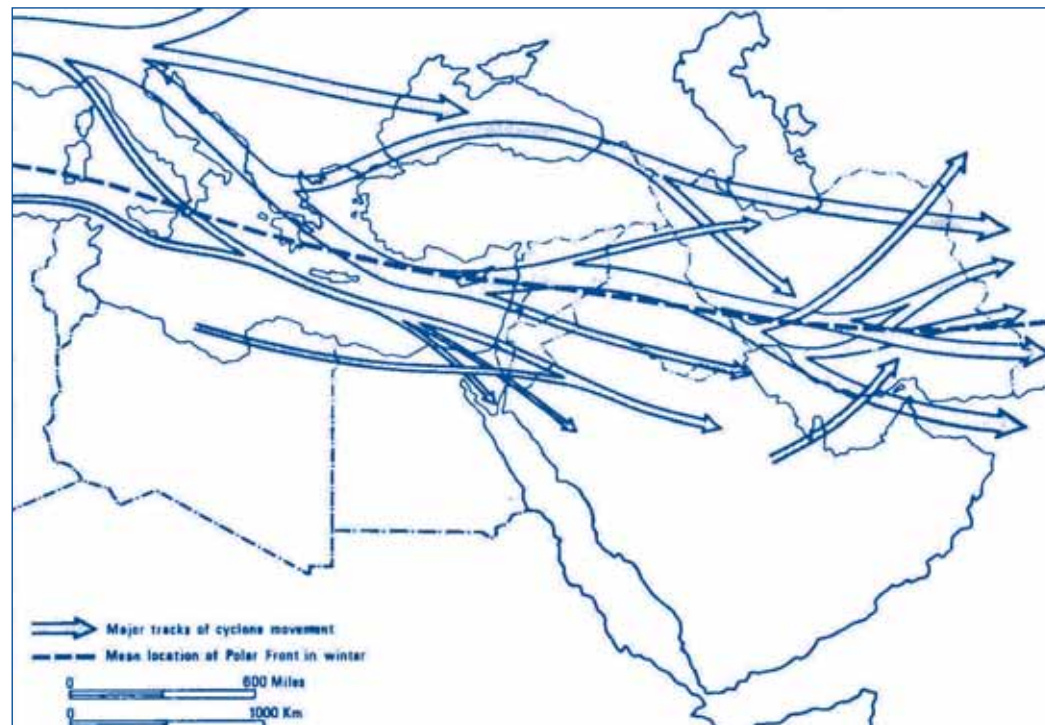 Major tracks of cyclone movement
Mean location of Polar Front in winter
0 600 Miles
0 1000 Km